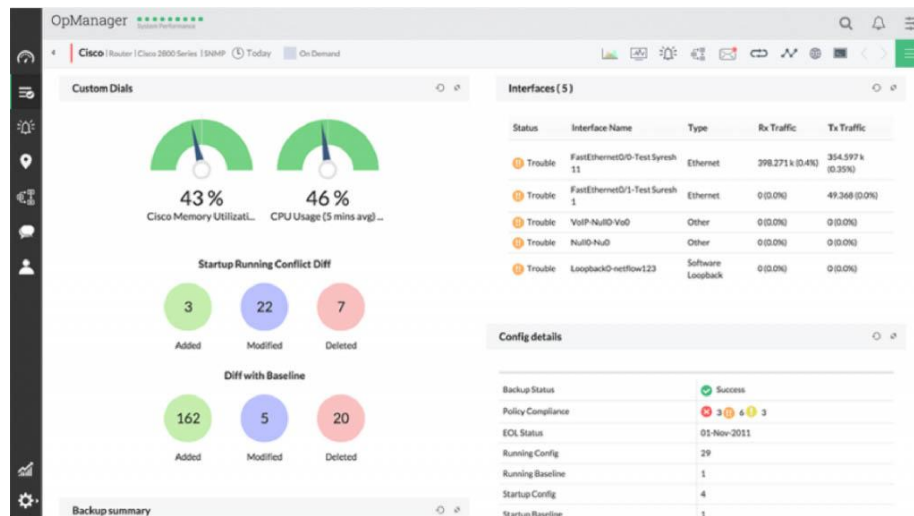 OpManager
System Performance
Cisco | Router | Cisco 2800 Series | SNMP Today On Demand
Custom Dials
43 %
Cisco Memory Utilizati...
46 %
CPU Usage (5 mins avg) ...
Startup Running Conflict Diff
3 22 7
Added Modified Deleted
Diff with Baseline
162 5 20
Added Modified Deleted
Backup summary
Interfaces ( 5 )
Status Interface Name Type Rx Traffic Tx Traffic
Trouble FastEthernet0/0-Test Syresh 11 Ethernet 398.271 k (0.4%) 354.597 k (0.35%)
Trouble FastEthernet0/1-Test Suresh 1 Ethernet 0 (0.0%) 49.368 (0.0%)
Trouble VoIP-Null0-Vo0 Other 0 (0.0%) 0 (0.0%)
Trouble Null0-Nu0 Other 0 (0.0%) 0 (0.0%)
Trouble Loopback0-netflow123 Software Loopback 0 (0.0%) 0 (0.0%)
Config details
Backup Status Success
Policy Compliance 3 6 3
EOL Status 01-Nov-2011
Running Config 29
Running Baseline 1
Startup Config 4
Startup Baseline 1